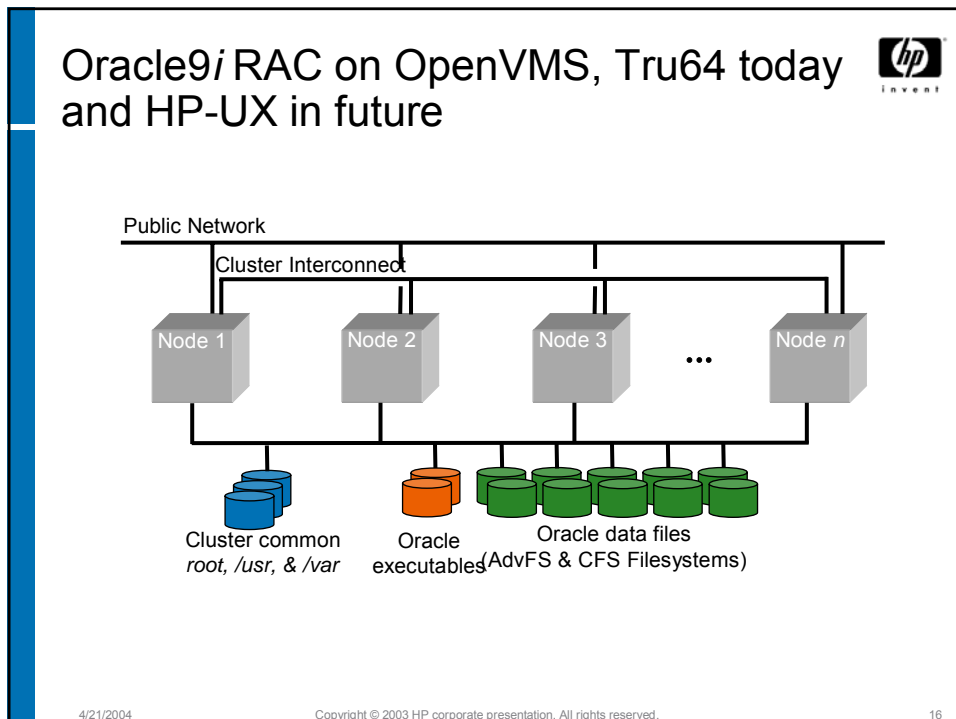 Oracle9i RAC on OpenVMS, Tru64 today
and HP-UX in future
hp
invent
Public Network
Cluster Interconnect
Node 1
Node 2
Node 3
...
Node n
Cluster common
root, /usr, & /var
Oracle
executables
Oracle data files
(AdvFS & CFS Filesystems)
4/21/2004
Copyright © 2003 HP corporate presentation. All rights reserved.
16